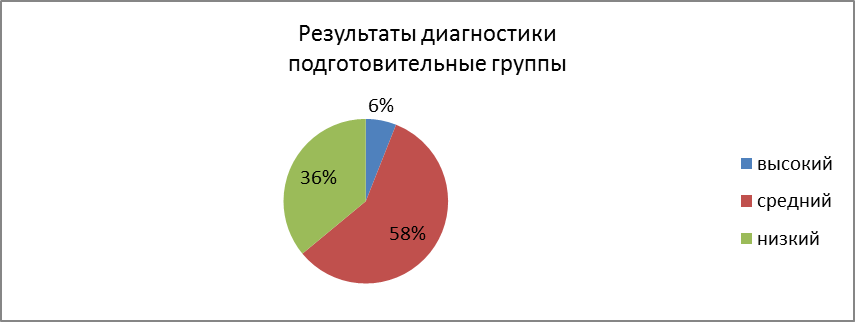 Результаты диагностики
подготовительные группы
6%
36%
58%
высокий
средний
низкий